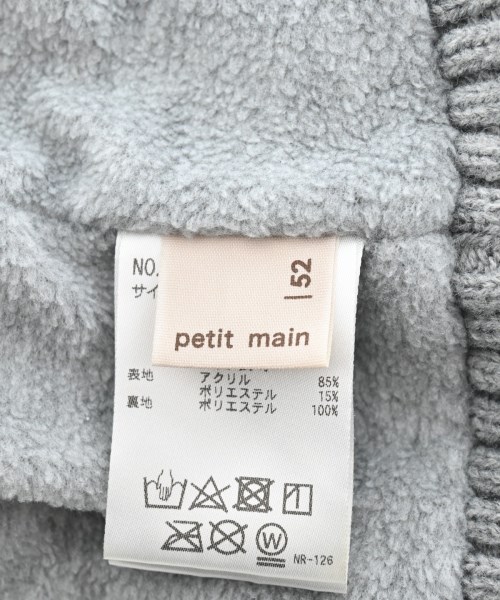 NO.
サイ
52
petit main
表地 アクリル 85%
ポリエステル 15%
裏地 ポリエステル 100%
W
NR-126